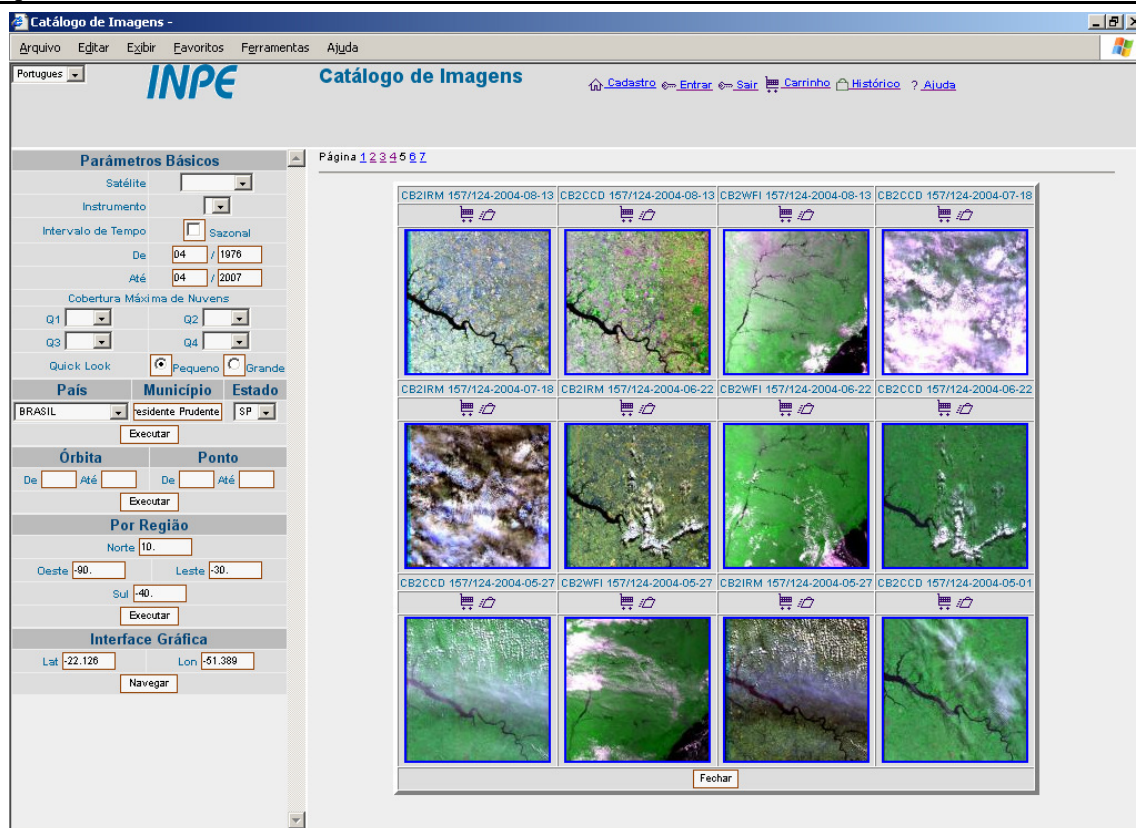 Catálogo de Imagens -
Arquivo Editar Exibir Favoritos Ferramentas Ajuda
Portugues
INPE
Catálogo de Imagens
Cadastro Entrar Sair Carrinho Histórico ? Ajuda
Parâmetros Básicos
Satélite
Instrumento
Intervalo de Tempo Sazonal
De 04 / 1976
Até 04 / 2007
Cobertura Máxima de Nuvens
Q1 Q2
Q3 Q4
Quick Look Pequeno Grande
País Município Estado
BRASIL residente Prudente SP
Executar
Órbita Ponto
De Até De Até
Executar
Por Região
Norte 10.
Oeste -90. Leste -30.
Sul -40.
Executar
Interface Gráfica
Lat -22.126 Lon -51.389
Navegar
Página 1 2 3 4 5 6 7
CB2IRM 157/124-2004-08-13 CB2CCD 157/124-2004-08-13 CB2WFI 157/124-2004-08-13 CB2CCD 157/124-2004-07-18
CB2IRM 157/124-2004-07-18 CB2IRM 157/124-2004-06-22 CB2WFI 157/124-2004-06-22 CB2CCD 157/124-2004-06-22
CB2CCD 157/124-2004-05-27 CB2WFI 157/124-2004-05-27 CB2IRM 157/124-2004-05-27 CB2CCD 157/124-2004-05-01
Fechar